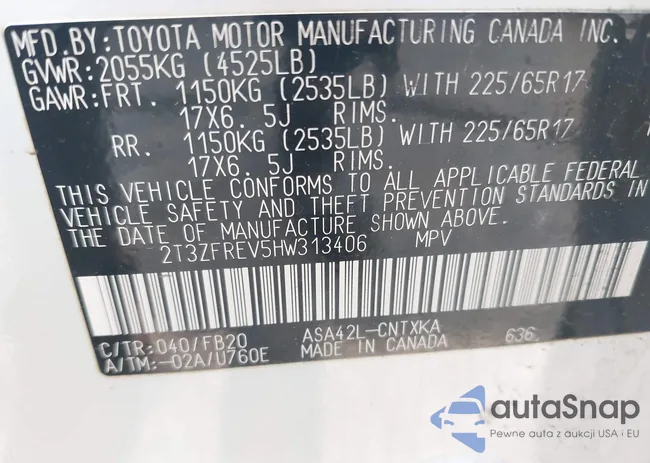 MFD.BY:TOYOTA MOTOR MANUFACTURING CANADA INC.
GVWR:2055KG (4525LB)
GAWR:FRT. 1150KG (2535LB) WITH 225/65R17
17X6.5J RIMS.
RR. 1150KG (2535LB) WITH 225/65R17
17X6.5J RIMS.
THIS VEHICLE CONFORMS TO ALL APPLICABLE FEDERAL
VEHICLE SAFETY AND THEFT PREVENTION STANDARDS IN
THE DATE OF MANUFACTURE SHOWN ABOVE.
2T3ZFREV5HW313406 MPV
C/TR:040/FB20 ASA42L-CNTXKA 636
A/TM:-02A/U760E MADE IN CANADA
autaSnap
Pewne auta z aukcji USA i EU